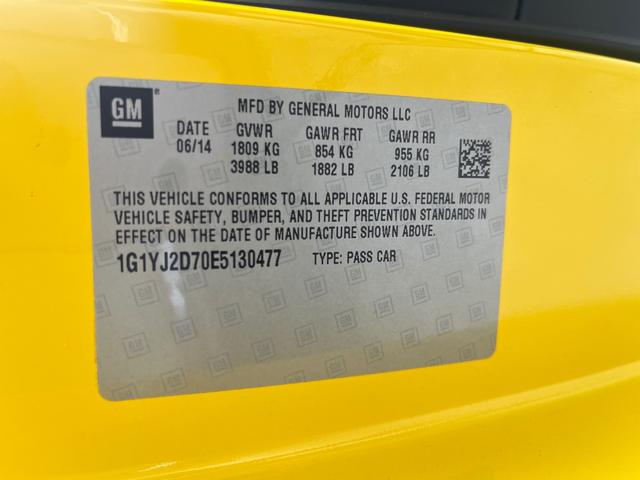 GM
MFD BY GENERAL MOTORS LLC
DATE GVWR GAWR FRT GAWR RR
06/14 1809 KG 854 KG 955 KG
3988 LB 1882 LB 2106 LB
THIS VEHICLE CONFORMS TO ALL APPLICABLE U.S. FEDERAL MOTOR
VEHICLE SAFETY, BUMPER, AND THEFT PREVENTION STANDARDS IN
EFFECT ON THE DATE OF MANUFACTURE SHOWN ABOVE.
1G1YJ2D70E5130477 TYPE: PASS CAR